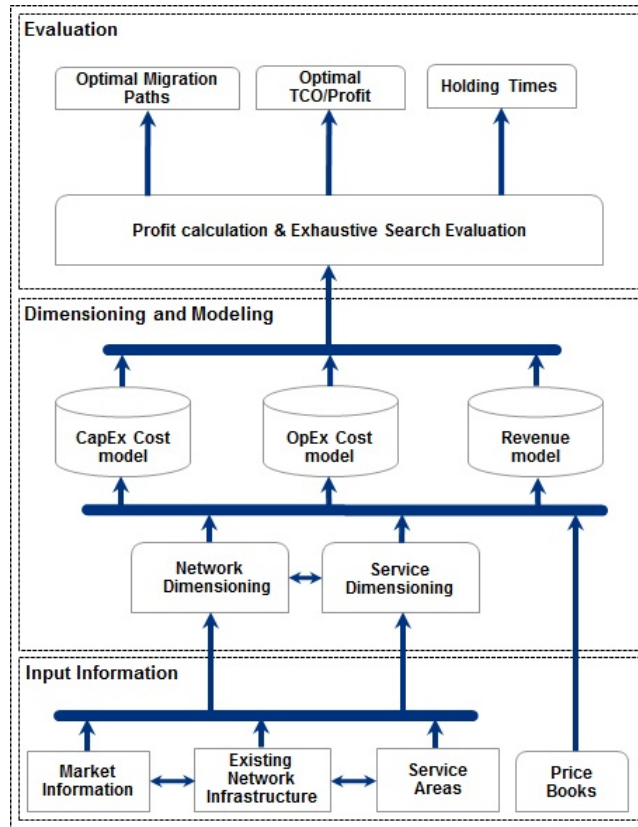 Evaluation
Optimal Migration
Paths
Optimal
TCO/Profit
Holding Times
Profit calculation & Exhaustive Search Evaluation
Dimensioning and Modeling
CapEx Cost
model
OpEx Cost
model
Revenue
model
Network
Dimensioning
Service
Dimensioning
Input Information
Market
Information
Existing
Network
Infrastructure
Service
Areas
Price
Books